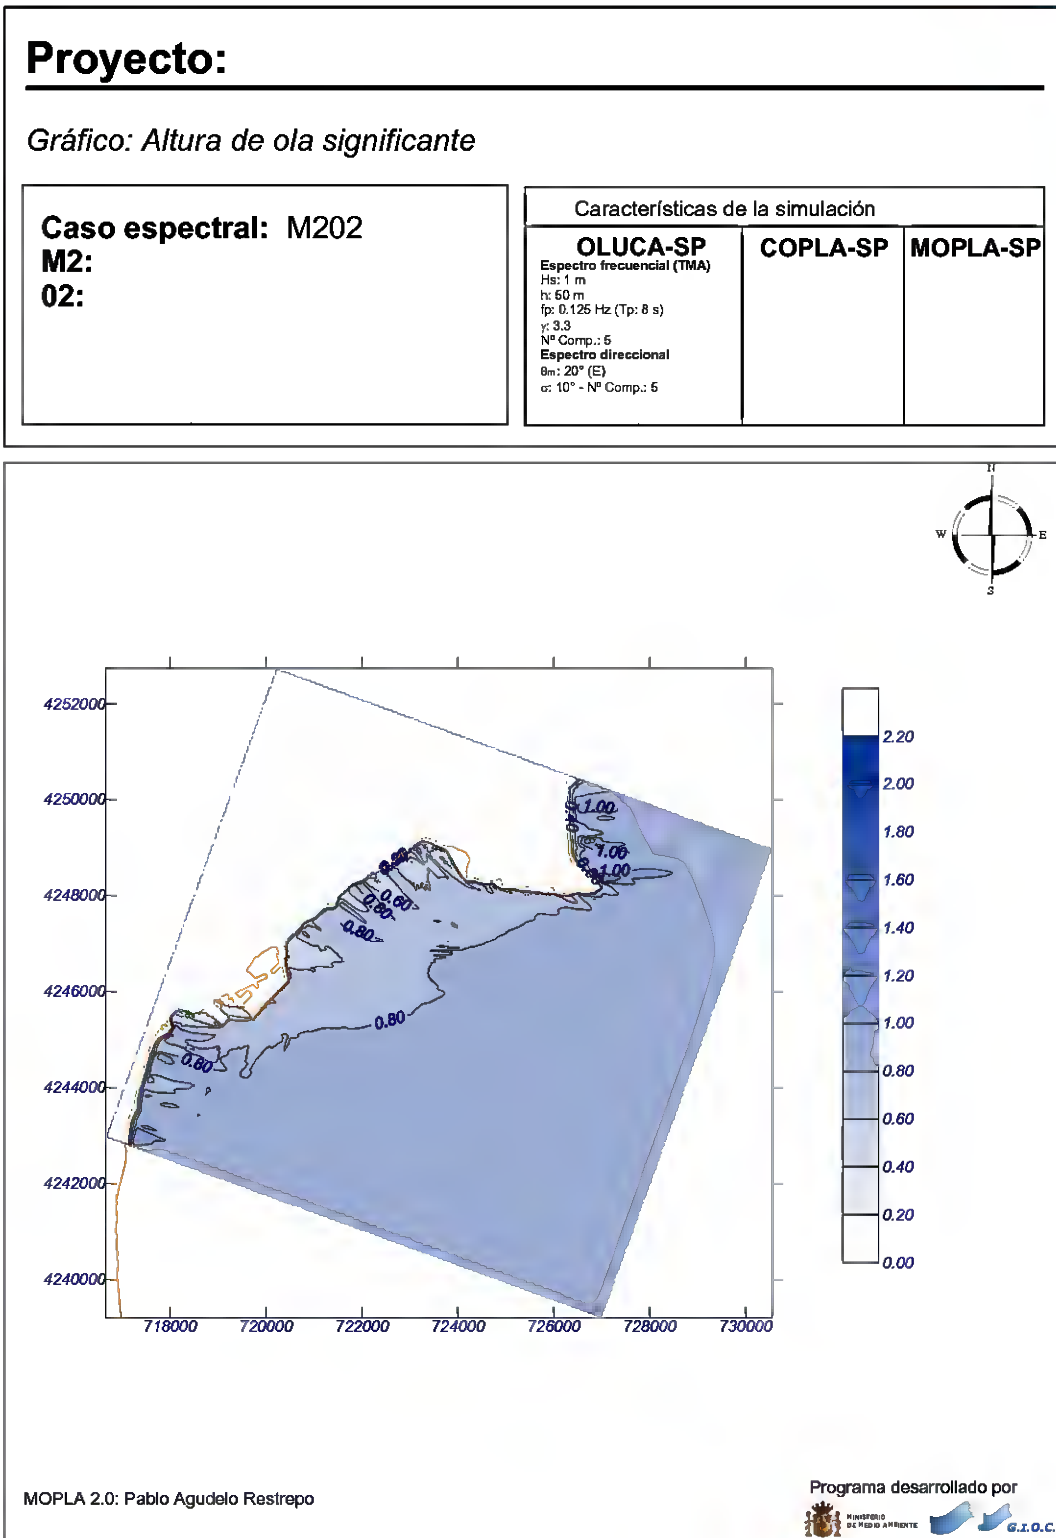 Proyecto:
Gráfico: Altura de ola significante
Caso espectral: M202
M2:
02:
Características de la simulación
OLUCA-SP
Espectro frecuencial (TMA)
Hs: 1 m
h: 50 m
fp: 0.125 Hz (Tp: 8 s)
γ: 3.3
Nº Comp.: 5
Espectro direccional
θm: 20° (E)
σ: 10° - Nº Comp.: 5
COPLA-SP
MOPLA-SP
N
W E
S
4252000
4250000
4248000
4246000
4244000
4242000
4240000
718000 720000 722000 724000 726000 728000 730000
1.00
1.00
1.00
0.60
0.80
0.80
0.80
2.20
2.00
1.80
1.60
1.40
1.20
1.00
0.80
0.60
0.40
0.20
0.00
MOPLA 2.0: Pablo Agudelo Restrepo
Programa desarrollado por
MINISTERIO
DE MEDIO AMBIENTE
G.I.O.C.